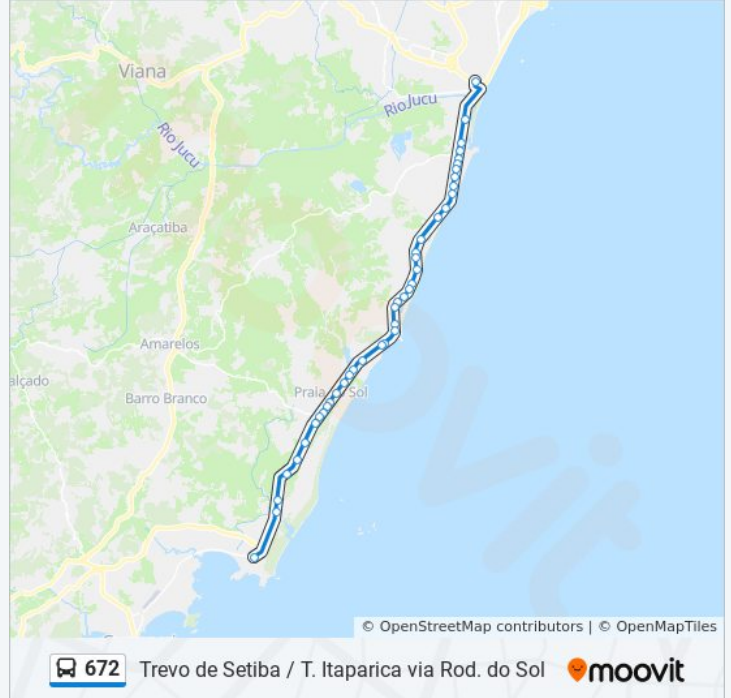 Viana
Rio Jucu
Rio Jucu
Araçatiba
Amarelos
alçado
Barro Branco
Praia do Sol
moovit
© OpenStreetMap contributors | © OpenMapTiles
672 Trevo de Setiba / T. Itaparica via Rod. do Sol moovit